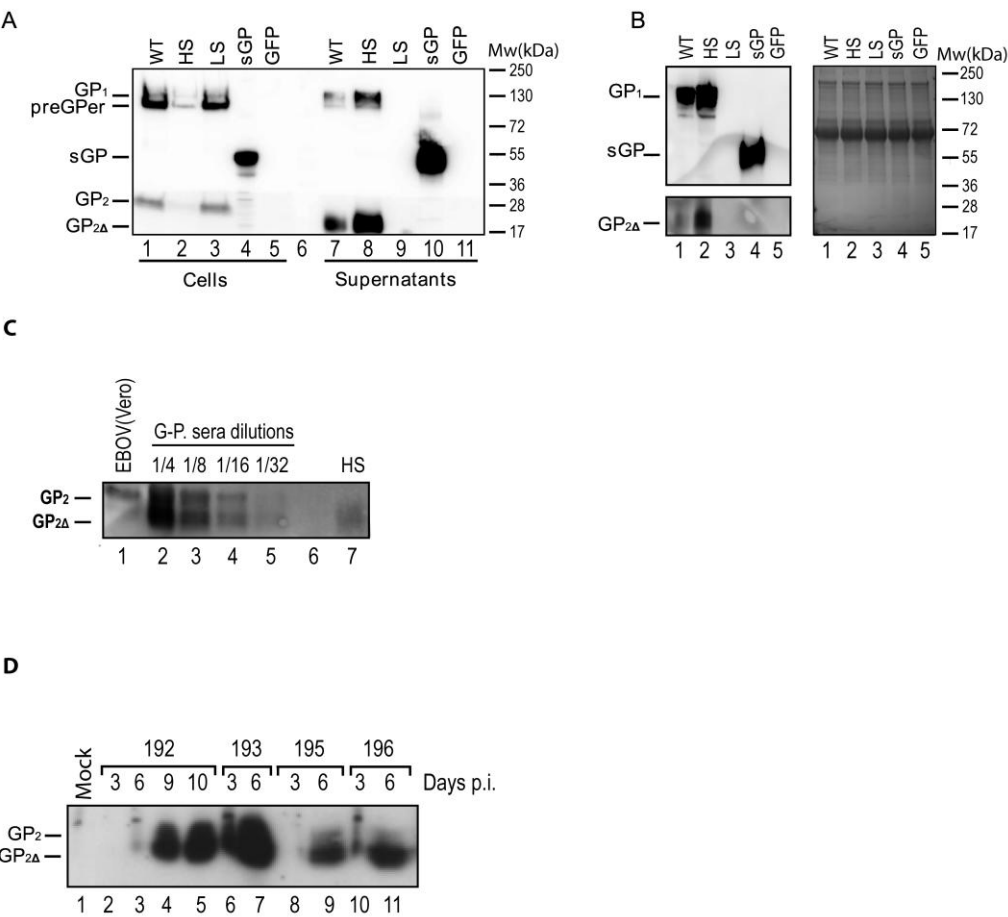 A
WT HS LS sGP GFP WT HS LS sGP GFP Mw(kDa)
GP1
preGPer
sGP
GP2
GP2Δ
250
130
72
55
36
28
17
1 2 3 4 5 6 7 8 9 10 11
Cells Supernatants
B
WT HS LS sGP GFP WT HS LS sGP GFP Mw(kDa)
GP1
sGP
GP2Δ
250
130
72
55
36
28
17
1 2 3 4 5 1 2 3 4 5
C
EBOV(Vero)
G-P. sera dilutions
1/4 1/8 1/16 1/32 HS
GP2
GP2Δ
1 2 3 4 5 6 7
D
Mock
192 193 195 196
3 6 9 10 3 6 3 6 3 6 Days p.i.
GP2
GP2Δ
1 2 3 4 5 6 7 8 9 10 11